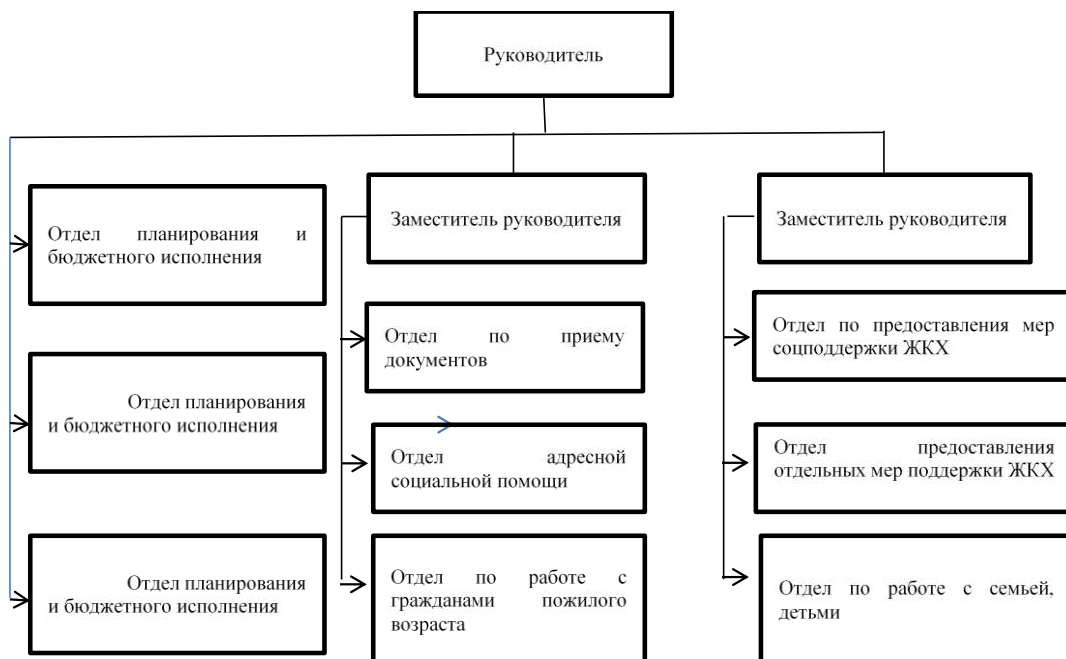 Руководитель
Отдел планирования и
бюджетного исполнения
Отдел планирования
и бюджетного исполнения
Отдел планирования
и бюджетного исполнения
Заместитель руководителя
Отдел по приему
документов
Отдел адресной
социальной помощи
Отдел по работе с
гражданами пожилого
возраста
Заместитель руководителя
Отдел по предоставления мер
соцподдержки ЖКХ
Отдел предоставления
отдельных мер поддержки ЖКХ
Отдел по работе с семьей,
детьми